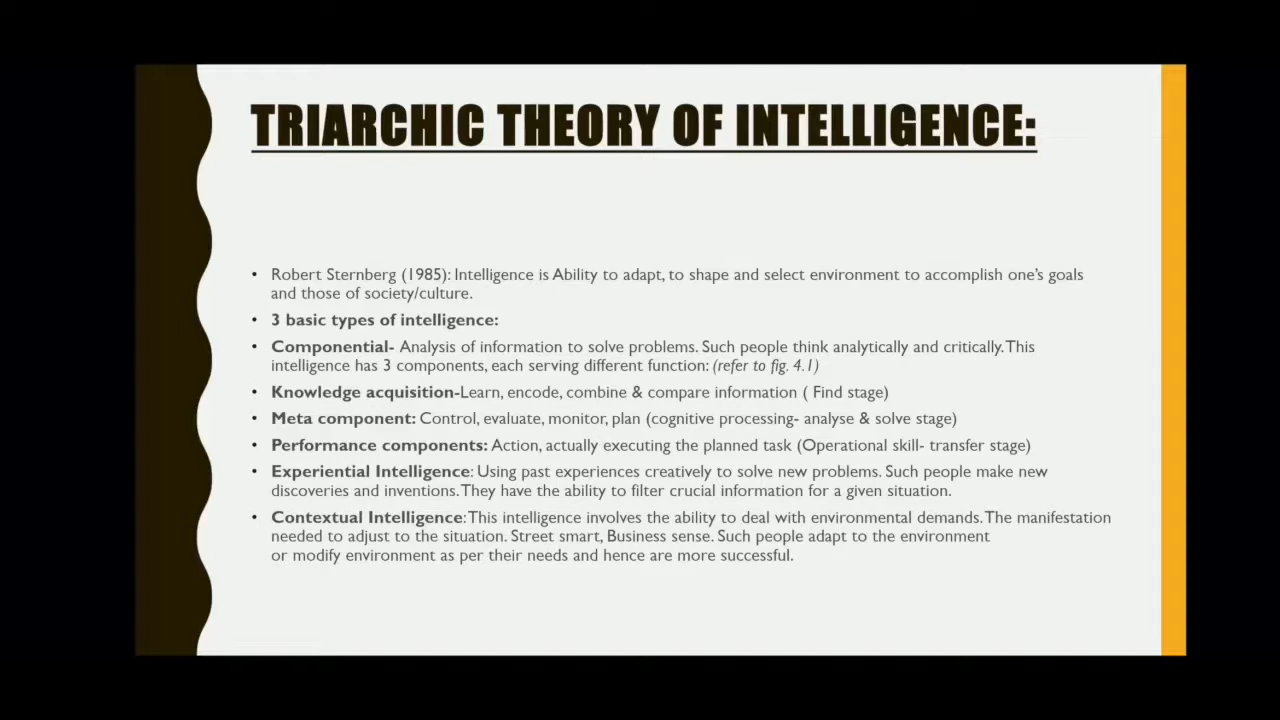 TRIARCHIC THEORY OF INTELLIGENCE:
• Robert Sternberg (1985): Intelligence is Ability to adapt, to shape and select environment to accomplish one's goals
and those of society/culture.
• 3 basic types of intelligence:
• Componential- Analysis of information to solve problems. Such people think analytically and critically. This
intelligence has 3 components, each serving different function: (refer to fig. 4.1)
• Knowledge acquisition-Learn, encode, combine & compare information ( Find stage)
• Meta component: Control, evaluate, monitor, plan (cognitive processing- analyse & solve stage)
• Performance components: Action, actually executing the planned task (Operational skill- transfer stage)
• Experiential Intelligence: Using past experiences creatively to solve new problems. Such people make new
discoveries and inventions. They have the ability to filter crucial information for a given situation.
• Contextual Intelligence: This intelligence involves the ability to deal with environmental demands. The manifestation
needed to adjust to the situation. Street smart, Business sense. Such people adapt to the environment
or modify environment as per their needs and hence are more successful.